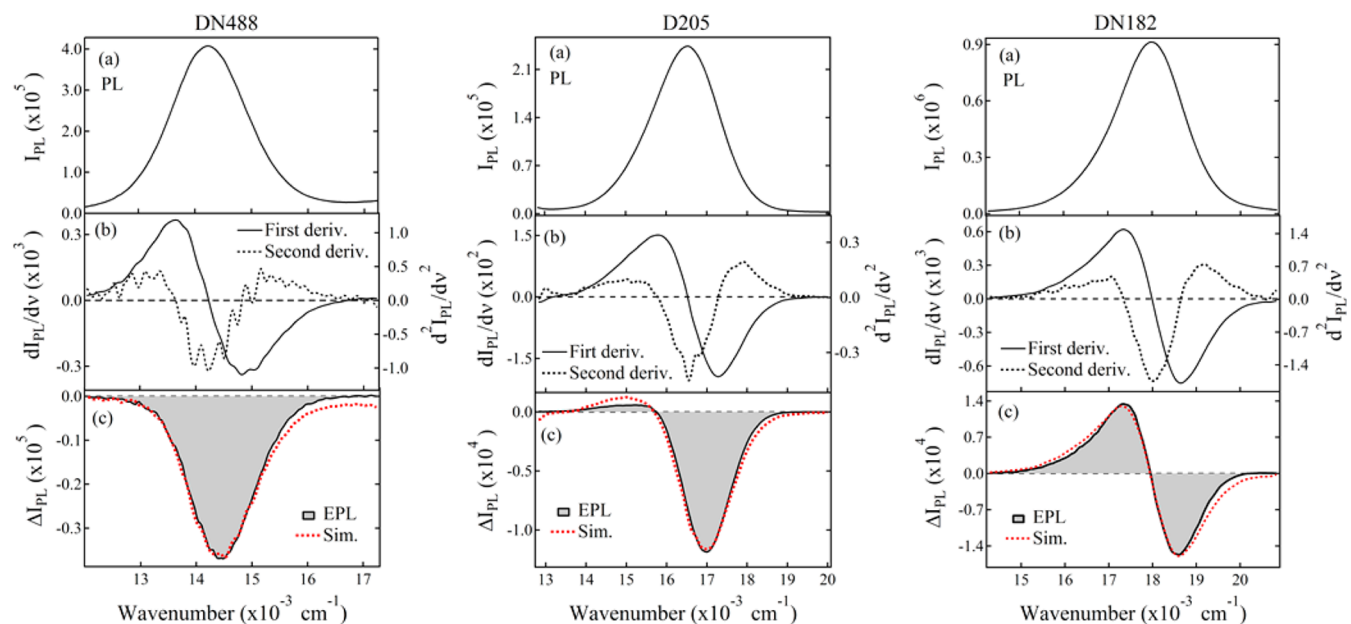 DN488
(a)
PL
I_PL (x10^5)
4.0
3.0
4.0
1.0
0.0
(b)
First deriv.
Second deriv.
dI_PL/dν (x10^3)
0.3
0.0
-0.3
1.0
0.5
0.0
-0.5
-1.0
d^2I_PL/dν^2
(c)
ΔI_PL (x10^5)
0.0
-0.1
-0.2
-0.3
EPL
Sim.
13 14 15 16 17
Wavenumber (x10^-3 cm^-1)
D205
(a)
PL
I_PL (x10^5)
2.1
1.4
0.7
0.0
(b)
Firt deriv.
Second deriv.
dI_PL/dν (x10^2)
1.5
0.0
-1.5
0.3
0.0
-0.3
d^2I_PL/dν^2
(c)
ΔI_PL (x10^4)
0.0
-0.5
-1.0
EPL
Sim.
13 14 15 16 17 18 19 20
Wavenumber (x10^-3 cm^-1)
DN182
(a)
PL
I_PL (x10^6)
0.9
0.6
0.3
0.0
(b)
First deriv.
Second deriv.
dI_PL/dν (x10^3)
0.6
0.3
0.0
-0.3
-0.6
1.4
0.7
0.0
-0.7
-1.4
d^2I_PL/dν^2
(c)
ΔI_PL (x10^4)
1.4
0.7
0.0
-0.7
-1.4
EPL
Sim.
15 16 17 18 19 20
Wavenumber (x10^-3 cm^-1)